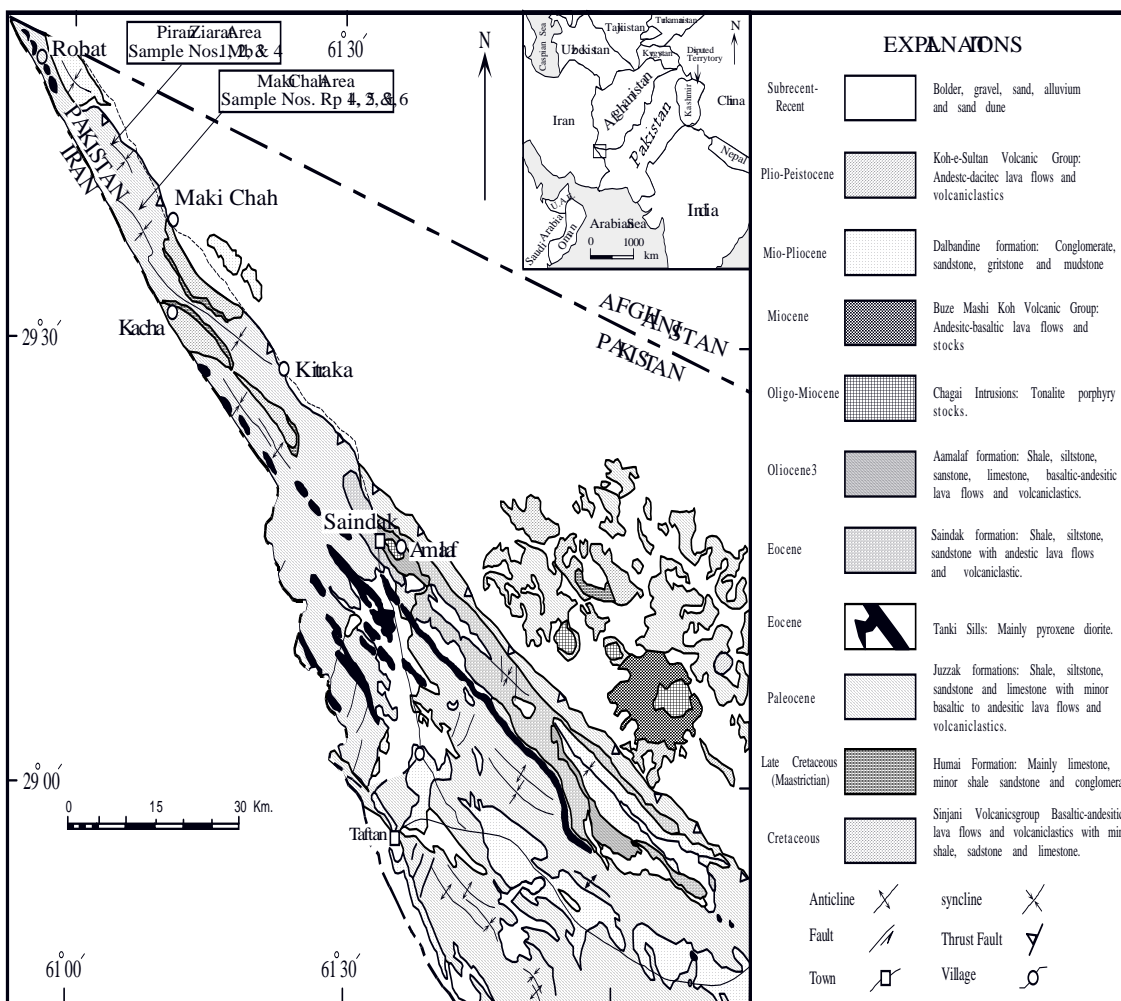 Robat
Piran Ziarat Area
61 30
N
Maki Chah Area
PAKISTAN
IRAN
Maki Chah
Kacha
29 30
Kirtaka
AFGHANISTAN
PAKISTAN
Saindak
Amalaf
29 00
0 15 30 Km.
Taftan
61 00
61 30
Caspian Sea
Uzbekistan
Tajikistan
Turkmanistan
N
Kyrgystan
Diputed
Territory
Afghanistan
Kashmir
China
Iran
Pakistan
Nepal
U.A.E
Saudi Arabia
Oman
Arabian Sea
India
0 1000
km
EXPLANATIONS
Subrecent-
Recent
Bolder, gravel, sand, alluvium
and sand dune
Plio-Peistocene
Koh-e-Sultan Volcanic Group:
Andestc-dacitec lava flows and
volcaniclastics
Mio-Pliocene
Dalbandine formation: Conglomerate,
sandstone, gritstone and mudstone
Miocene
Buze Mashi Koh Volcanic Group:
Andesitc-basaltic lava flows and
stocks
Oligo-Miocene
Chagai Intrusions: Tonalite porphyry
stocks.
Oliocene3
Aamalaf formation: Shale, siltstone,
sanstone, limestone, basaltic-andesitic
lava flows and volcaniclastics.
Eocene
Saindak formation: Shale, siltstone,
sandstone with andestic lava flows
and volcaniclastic.
Eocene
Tanki Sills: Mainly pyroxene diorite.
Paleocene
Juzzak formations: Shale, siltstone,
sandstone and limestone with minor
basaltic to andesitic lava flows and
volcaniclastics.
Late Cretaceous
(Maastrictian)
Humai Formation: Mainly limestone,
minor shale sandstone and conglomera
Cretaceous
Sinjani Volcanicsgroup Basaltic-andesitic
lava flows and volcaniclastics with min
shale, sadstone and limestone.
Anticline
syncline
Fault
Thrust Fault
Town
Village